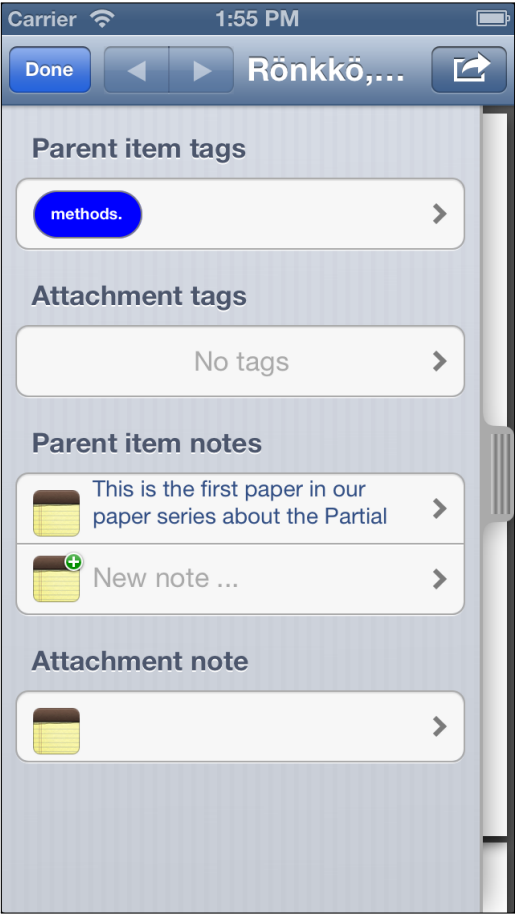 Carrier 1:55 PM
Done Rönkkö,...
Parent item tags
methods.
Attachment tags
No tags
Parent item notes
This is the first paper in our
paper series about the Partial
New note ...
Attachment note